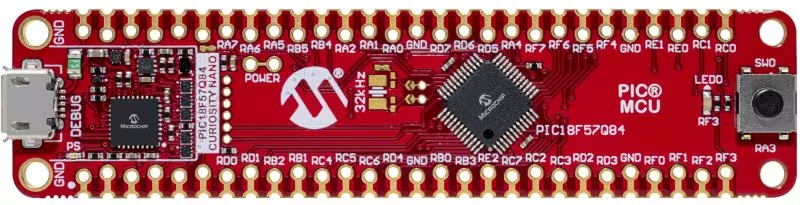 GND
RA7 RA6 RA5 RB5 RB4 RA2 RA1 RA0 GND RD7 RD6 RD5 RA4 RF7 RF6 RF5 RF4 GND RE1 RE0 RC1 RC0
DEBUG
PS
MICROCHIP
PIC18F57Q84
CURIOSITY NANO
POWER
32kHz
MICROCHIP
PIC18F57Q84
PIC®
MCU
LED0
RF3
SW0
RA3
GND
RD0 RD1 RB2 RB1 RC4 RC5 RC6 RD4 GND RB0 RB3 RE2 RC7 RC2 RC3 RD2 RD3 GND RF0 RF1 RF2 RF3